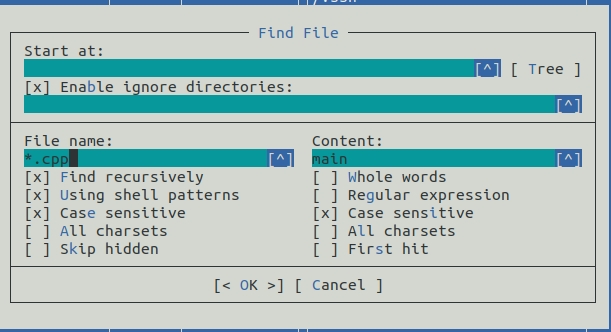 Find File
Start at:
[^] [ Tree ]
[x] Enable ignore directories:
[^]
File name:
*.cpp [^]
[x] Find recursively
[x] Using shell patterns
[x] Case sensitive
[ ] All charsets
[ ] Skip hidden
Content:
main [^]
[ ] Whole words
[ ] Regular expression
[x] Case sensitive
[ ] All charsets
[ ] First hit
[< OK >] [ Cancel ]